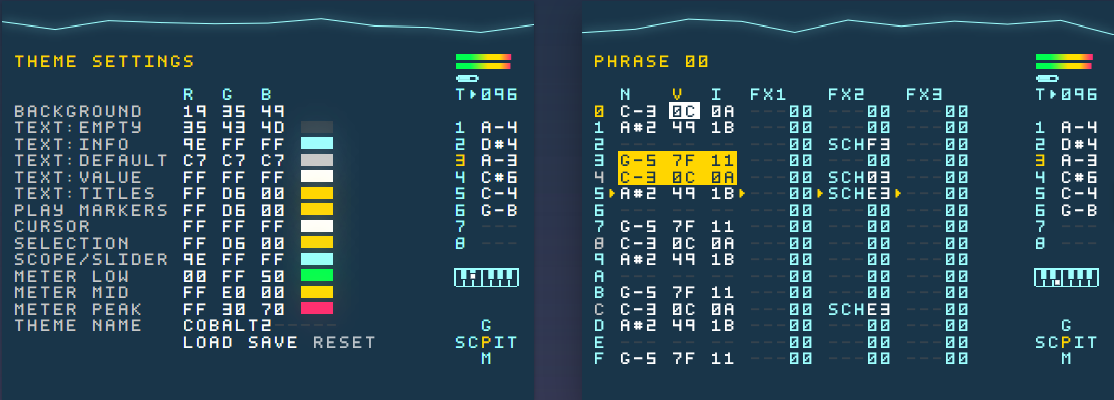 THEME SETTINGS
R G B
T▸096
BACKGROUND 19 35 49
TEXT:EMPTY 35 43 4D
1 A-4
TEXT:INFO 9E FF FF
2 D#4
TEXT:DEFAULT C7 C7 C7
3 A-3
TEXT:VALUE FF FF FF
4 C#6
TEXT:TITLES FF D6 00
5 C-4
PLAY MARKERS FF D6 00
6 G-B
CURSOR FF FF FF
7 ---
SELECTION FF D6 00
8 ---
SCOPE/SLIDER 9E FF FF
METER LOW 00 FF 50
METER MID FF E0 00
METER PEAK FF 30 70
THEME NAME COBALT2------
G
LOAD SAVE RESET
SCPIT
M
PHRASE 00
N V I FX1 FX2 FX3
T▸096
0 C-3 0C 0A ---00 ---00 ---00
1 A#2 49 1B ---00 ---00 ---00
1 A-4
2 --- -- -- ---00 SCHF3 ---00
2 D#4
3 G-5 7F 11 ---00 ---00 ---00
3 A-3
4 C-3 0C 0A ---00 SCH03 ---00
4 C#6
5▸A#2 49 1B▸---00▸SCHE3▸---00
5 C-4
6 --- -- -- ---00 ---00 ---00
6 G-B
7 G-5 7F 11 ---00 ---00 ---00
7 ---
8 C-3 0C 0A ---00 ---00 ---00
8 ---
9 A#2 49 1B ---00 ---00 ---00
A --- -- -- ---00 ---00 ---00
B G-5 7F 11 ---00 ---00 ---00
C C-3 0C 0A ---00 SCHE3 ---00
D A#2 49 1B ---00 ---00 ---00
G
E --- -- -- ---00 ---00 ---00
SCPIT
F G-5 7F 11 ---00 ---00 ---00
M